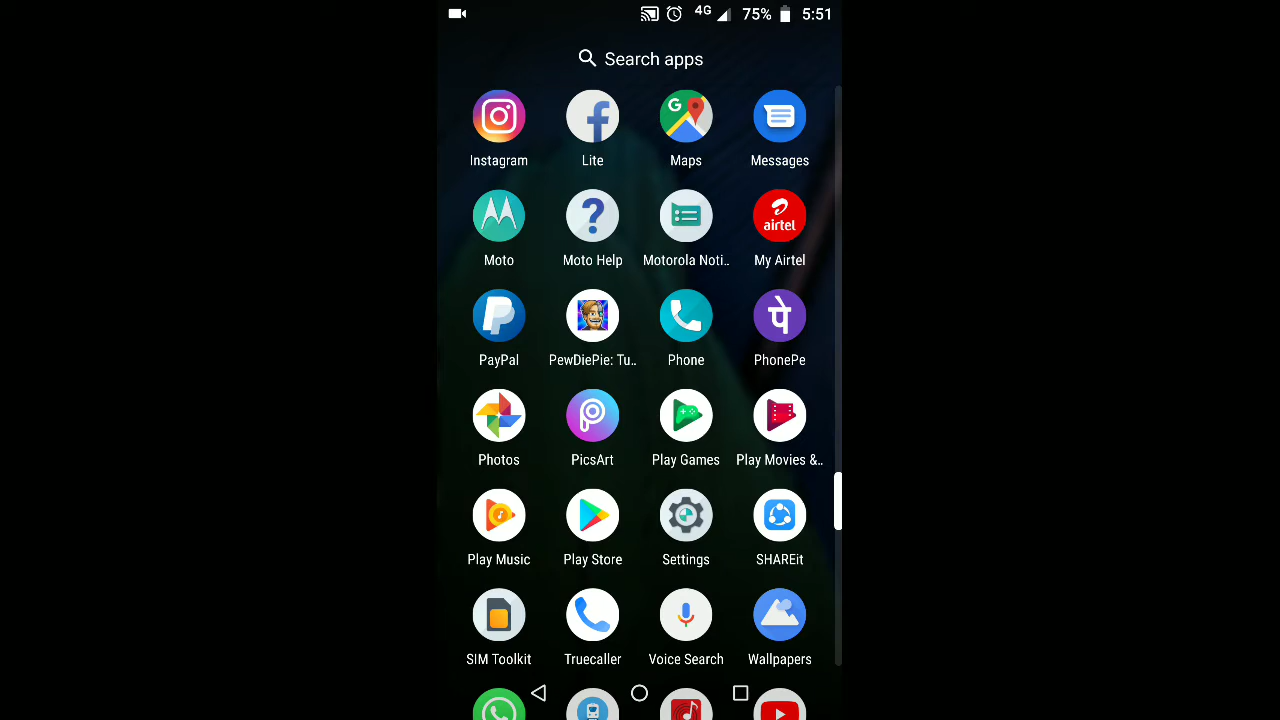 4G 75% 5:51
Search apps
Instagram Lite Maps Messages
airtel
Moto Moto Help Motorola Noti.. My Airtel
पे
PayPal PewDiePie: Tu.. Phone PhonePe
Photos PicsArt Play Games Play Movies &..
Play Music Play Store Settings SHAREit
SIM Toolkit Truecaller Voice Search Wallpapers